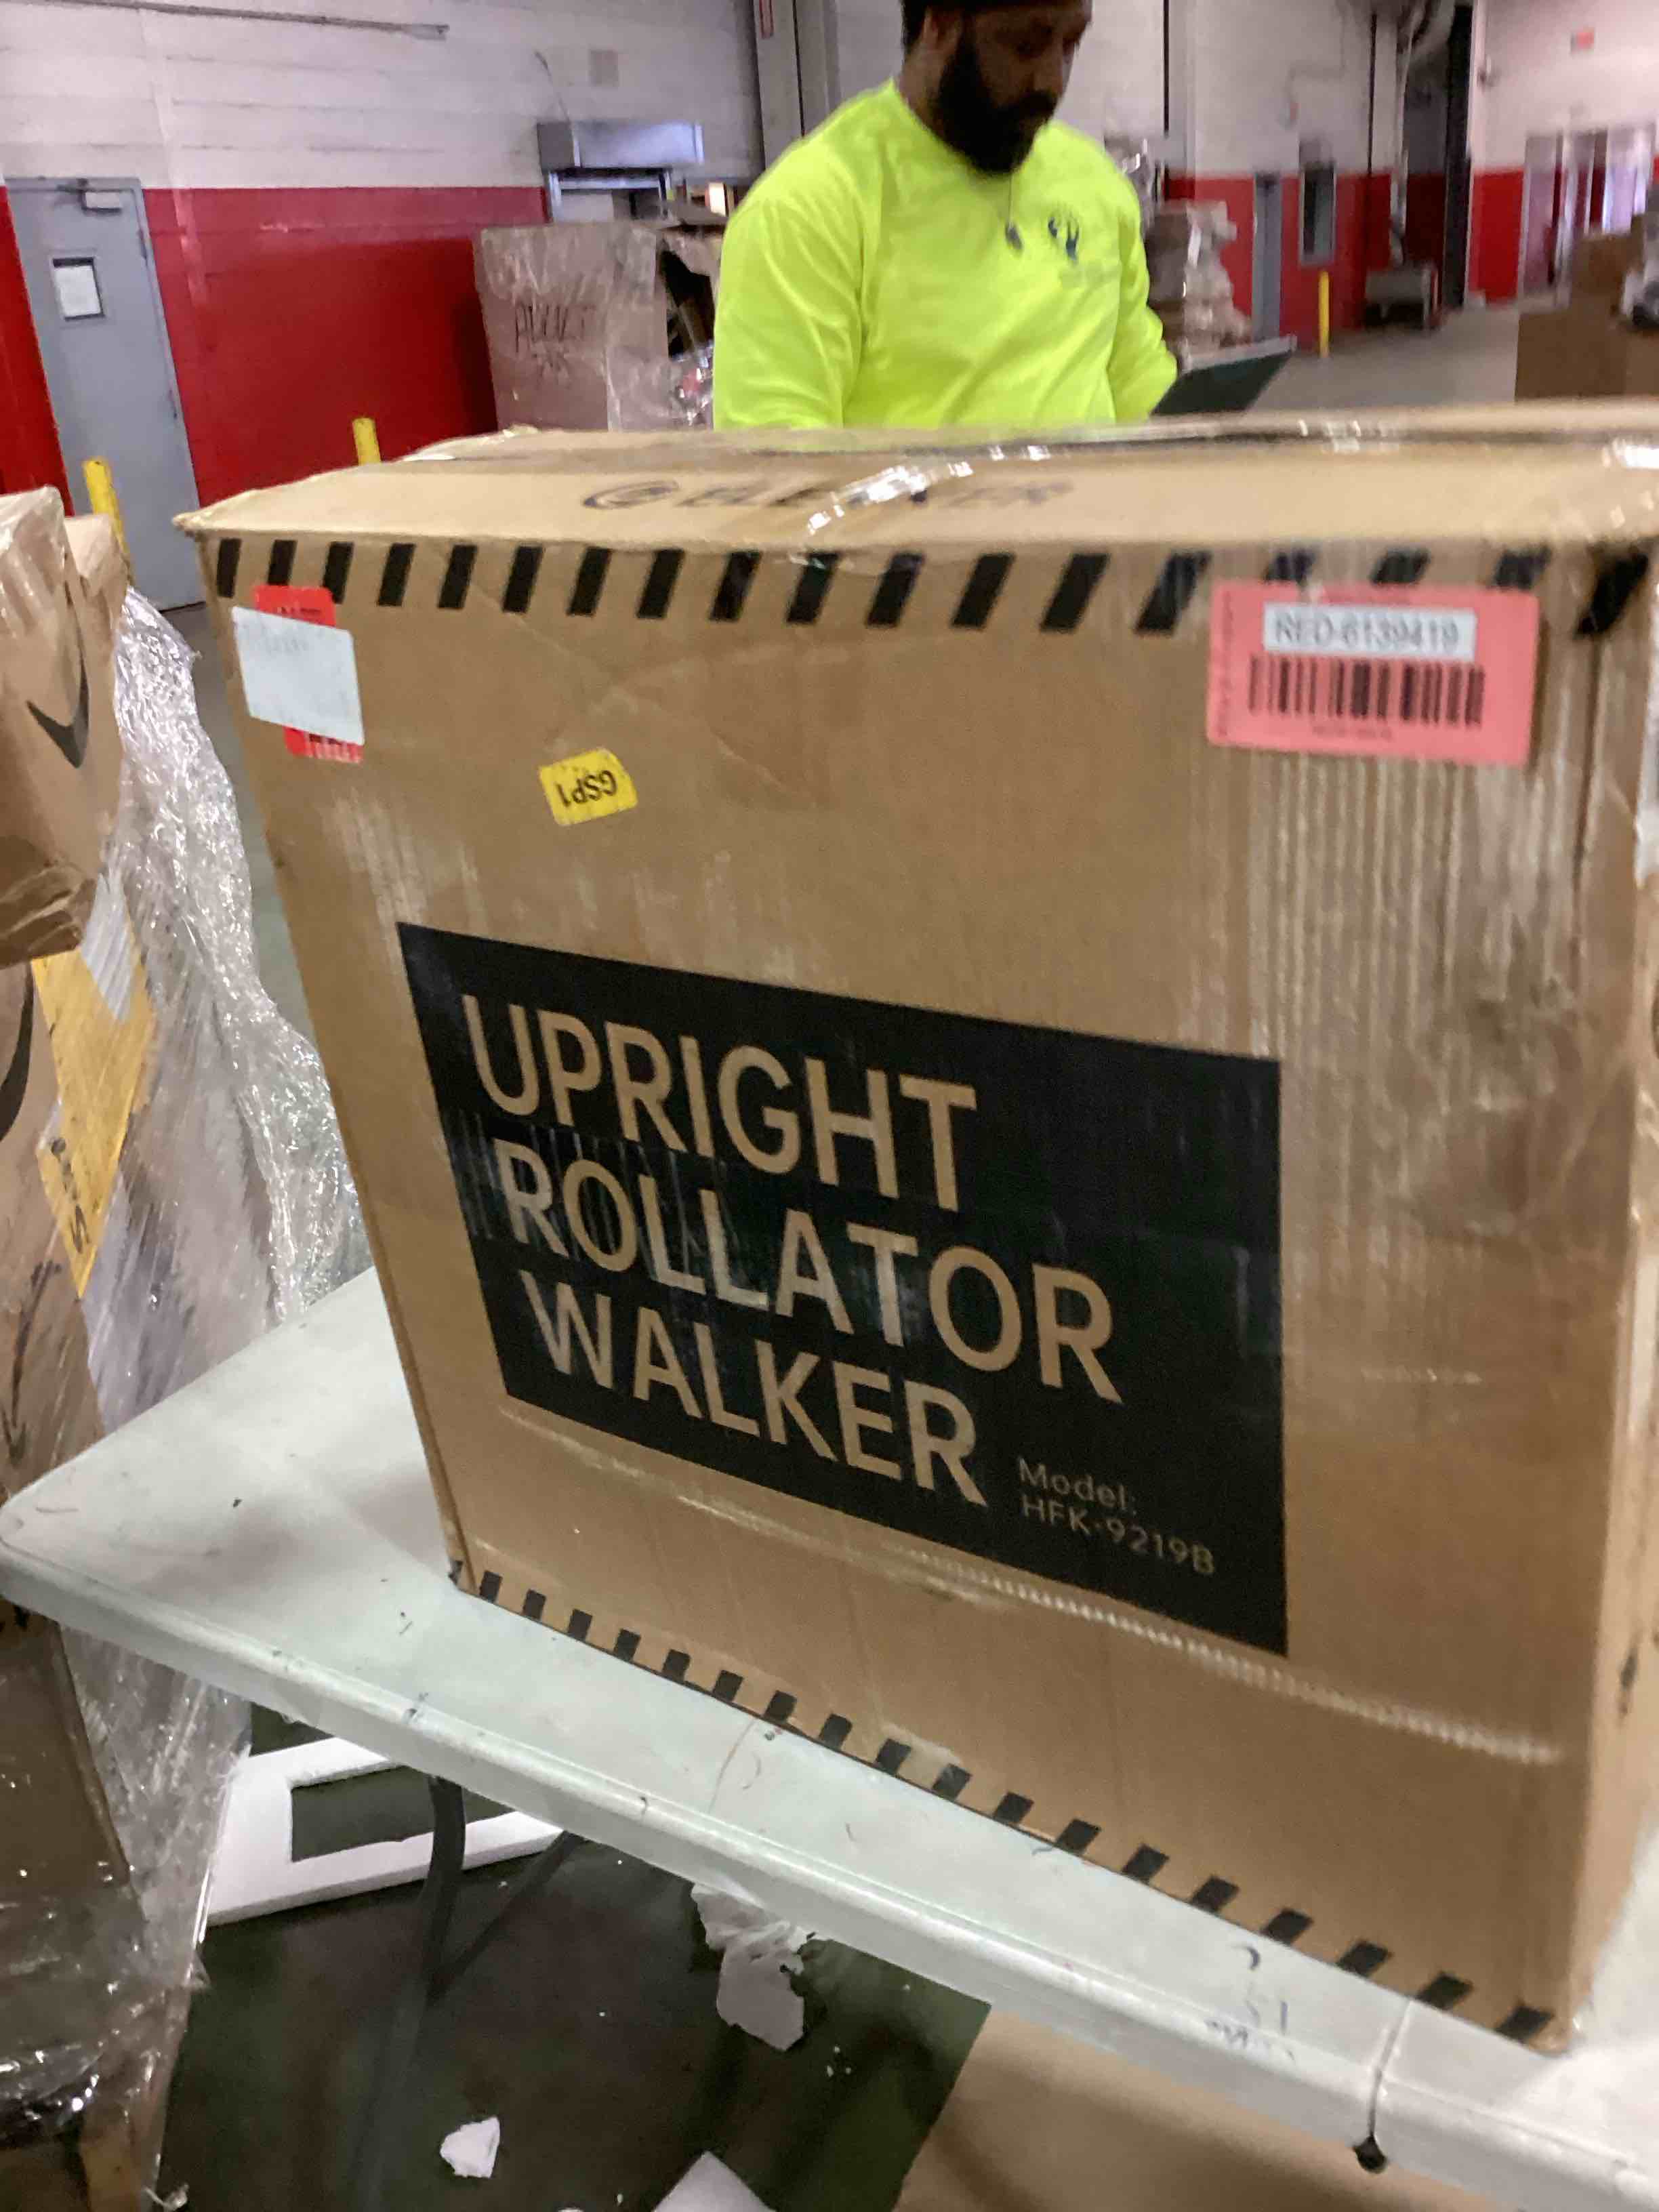 RED-6139419
GSP1
UPRIGHT
ROLLATOR
WALKER
Model:
HFK-9219B